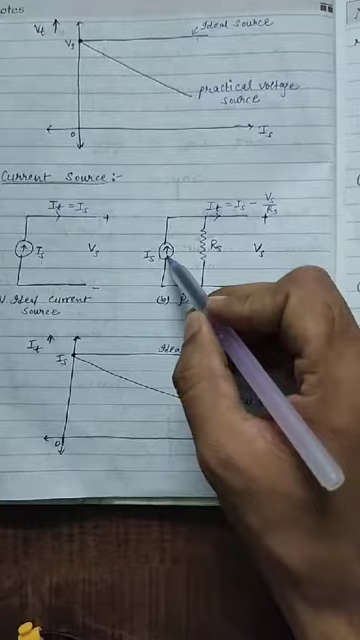 otes
Vt
Ideal source
Vs
practical voltage
source
0
Is
Current Source :-
It = Is
It = Is - Vs/Rs
+
+
Is
Vs
Is
Rs
Vs
-
Ideal Current
source
(b)
It
Is
Idea
0